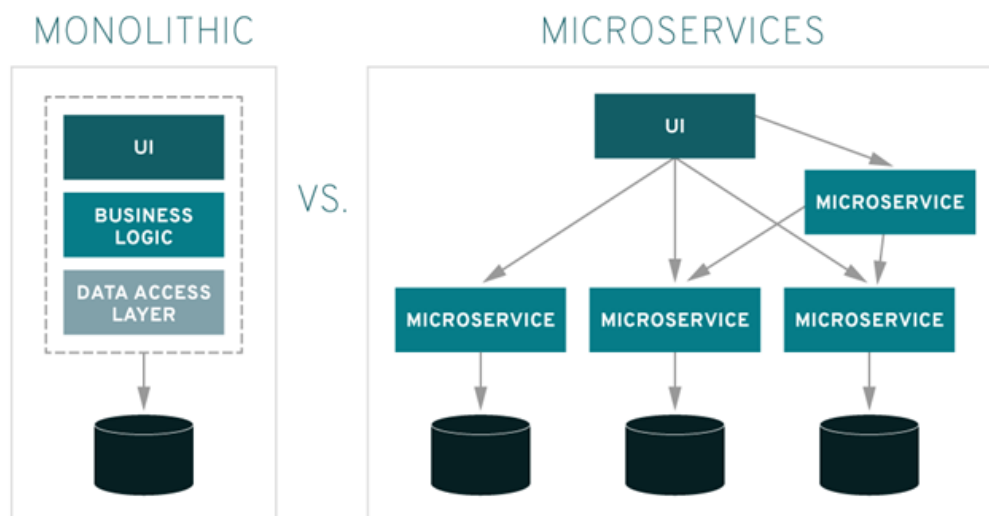 MONOLITHIC
MICROSERVICES
UI
BUSINESS
LOGIC
DATA ACCESS
LAYER
VS.
UI
MICROSERVICE
MICROSERVICE
MICROSERVICE
MICROSERVICE